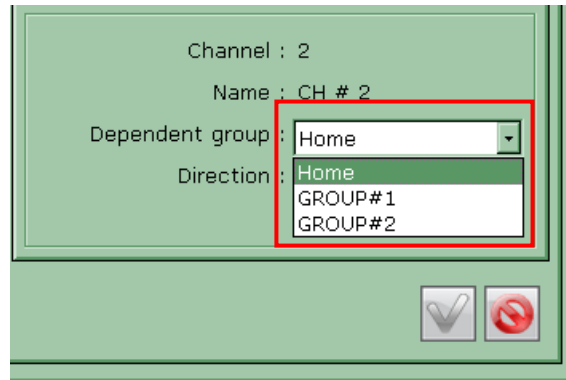 Channel : 2
Name : CH # 2
Dependent group : Home
Direction : Home
GROUP#1
GROUP#2